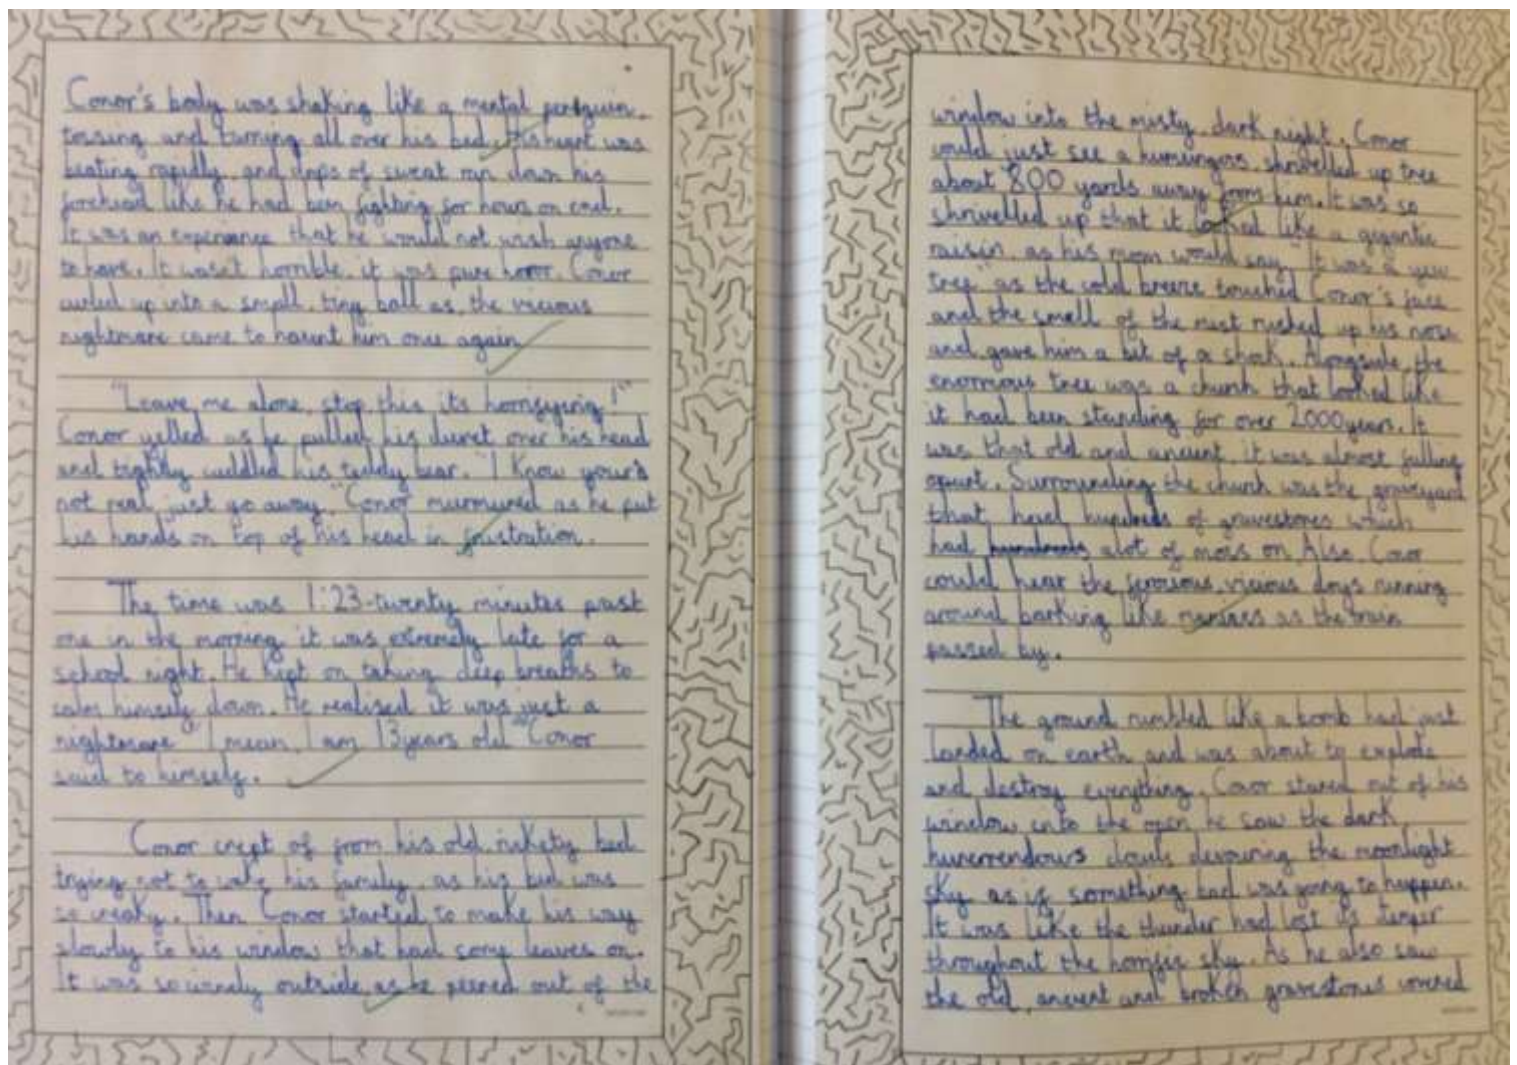 Conor's body was shaking like a mental penguin,
tossing and turning all over his bed. His heart was
beating rapidly, and drops of sweat ran down his
forehead like he had been fighting for hours on end.
It was an experiance that he would not wish anyone
to have. It wasn't horrible, it was pure horror. Conor
curled up into a small, tiny ball as, the vicious
nightmare came to haunt him once again

"Leave me alone, stop this its horrifying!"
Conor yelled as he pulled his duvet over his head
and tightly cuddled his teddy bear. "I know your's
not real, just go away," Conor murmured as he put
his hands on top of his head in frustration.

The time was 1:23-twenty minutes past
one in the morning it was extremely late for a
school night. He kept on taking deep breaths to
calm himself down. He realised it was just a
nightmare "I mean, I am 13 years old" Conor
said to himself.

Conor crept of from his old, rikety bed
trying not to wake his family, as his bed was
so creaky. Then Conor started to make his way
slowly to his window that had leaves on.
It was so windy outside, as he peered out of the

window into the misty, dark night. Conor
could just see a humungors, shrivelled up tree
about 800 yards away from him. It was so
shrivelled up that it looked like a gigantic
raisin, as his mom would say "It was a yew
tree" as the cold breeze touched Conor's face
and the smell of the mist rushed up his nose
and gave him a bit of a shock. Alongside, the
enormous tree was a church that looked like
it had been standing for over 2000 years. It
was that old and ancient, it was almost falling
apart. Surrounding the church was the graveyard
that, had hundreds of gravestones which
had alot of moss on. Also, Conor
could hear the ferocious, vicious dogs running
around barking like maniacs as the train
passed by.

The ground rumbled like a bomb had just
landed on earth and was about to explode
and destroy everything. Conor stared out of his
window into the open, he saw the dark,
clouds devouring the moonlight
sky as if something bad was going to happen.
It was like the thunder had lost its temper
throughout the horrific sky. As he also saw
the old, ancient and broken gravestones covered